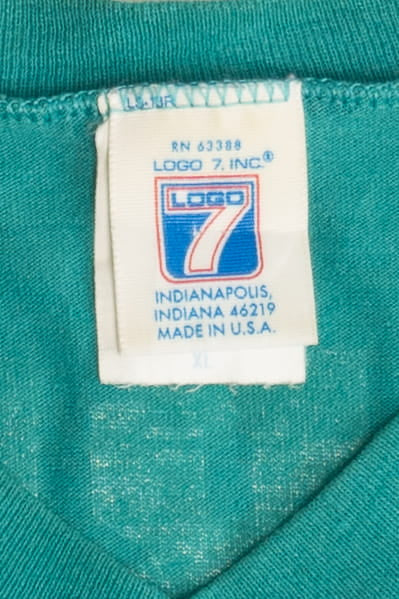 RN 63388
LOGO 7, INC.®
LOGO
7
INDIANAPOLIS,
INDIANA 46219
MADE IN U.S.A.
XL